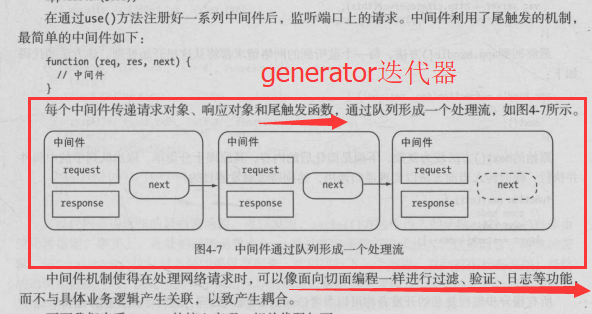 在通过use()方法注册好一系列中间件后，监听端口上的请求。中间件利用了尾触发的机制，
最简单的中间件如下：
function (req, res, next) {
// 中间件
}
generator迭代器
每个中间件传递请求对象、响应对象和尾触发函数，通过队列形成一个处理流，如图4-7所示。
中间件 中间件 中间件
request request request
next next next
response response response
图4-7 中间件通过队列形成一个处理流
中间件机制使得在处理网络请求时，可以像面向切面编程一样进行过滤、验证、日志等功能，
而不与具体业务逻辑产生关联，以致产生耦合。